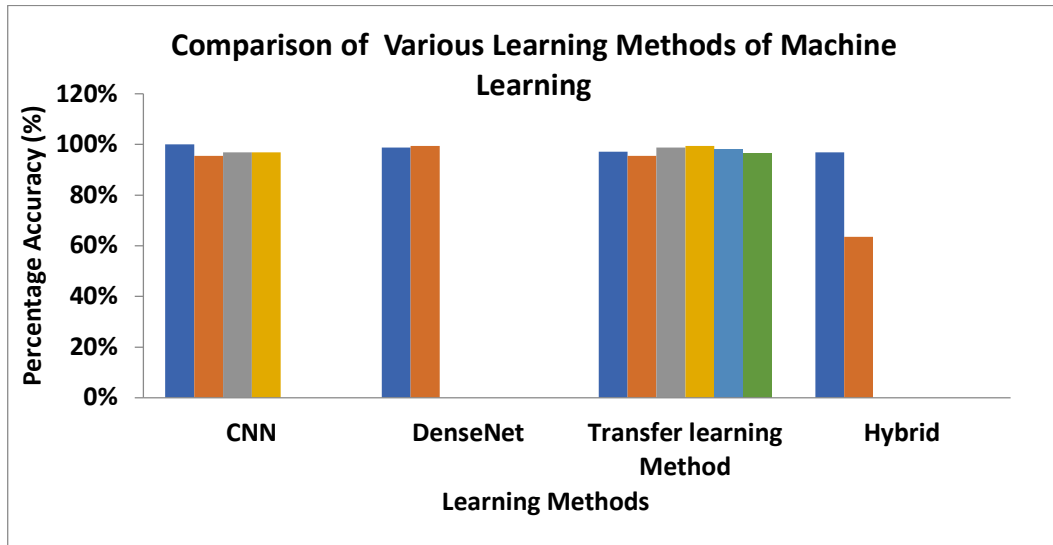 Comparison of Various Learning Methods of Machine
Learning
Percentage Accuracy (%)
120%
100%
80%
60%
40%
20%
0%
CNN
DenseNet
Transfer learning
Method
Hybrid
Learning Methods